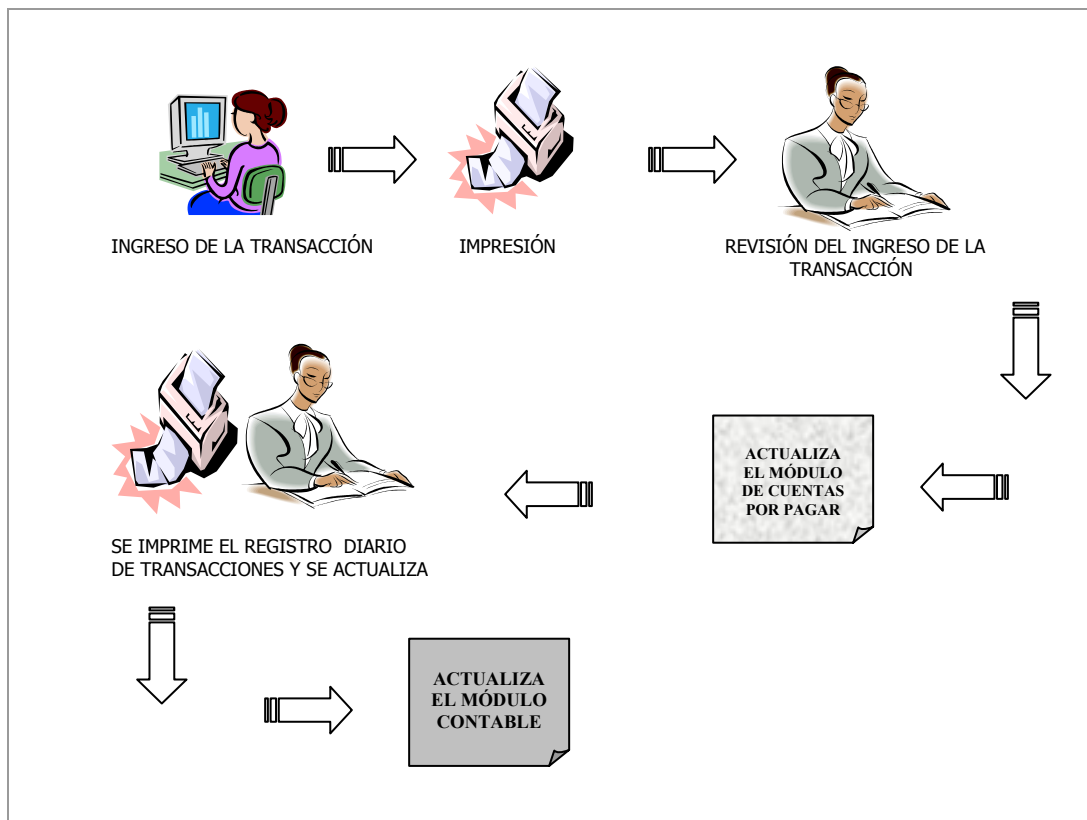 INGRESO DE LA TRANSACCIÓN
IMPRESIÓN
REVISIÓN DEL INGRESO DE LA
TRANSACCIÓN
ACTUALIZA
EL MÓDULO
DE CUENTAS
POR PAGAR
SE IMPRIME EL REGISTRO DIARIO
DE TRANSACCIONES Y SE ACTUALIZA
ACTUALIZA
EL MÓDULO
CONTABLE